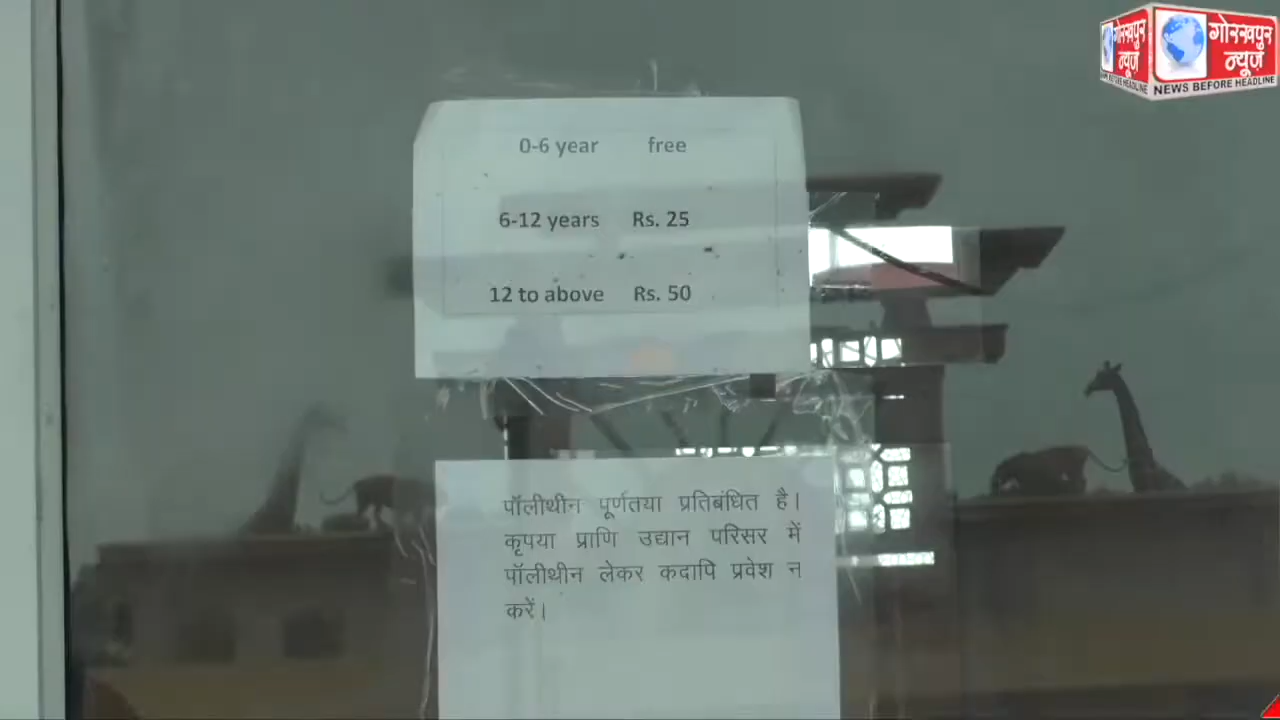 गोरखपुर
न्यूज
गोरखपुर
न्यूज
NEWS BEFORE HEADLINE
0-6 year free
6-12 years Rs. 25
12 to above Rs. 50
पॉलीथीन पूर्णतया प्रतिबंधित है।
कृपया प्राणि उद्यान परिसर में
पॉलीथीन लेकर कदापि प्रवेश न
करें।